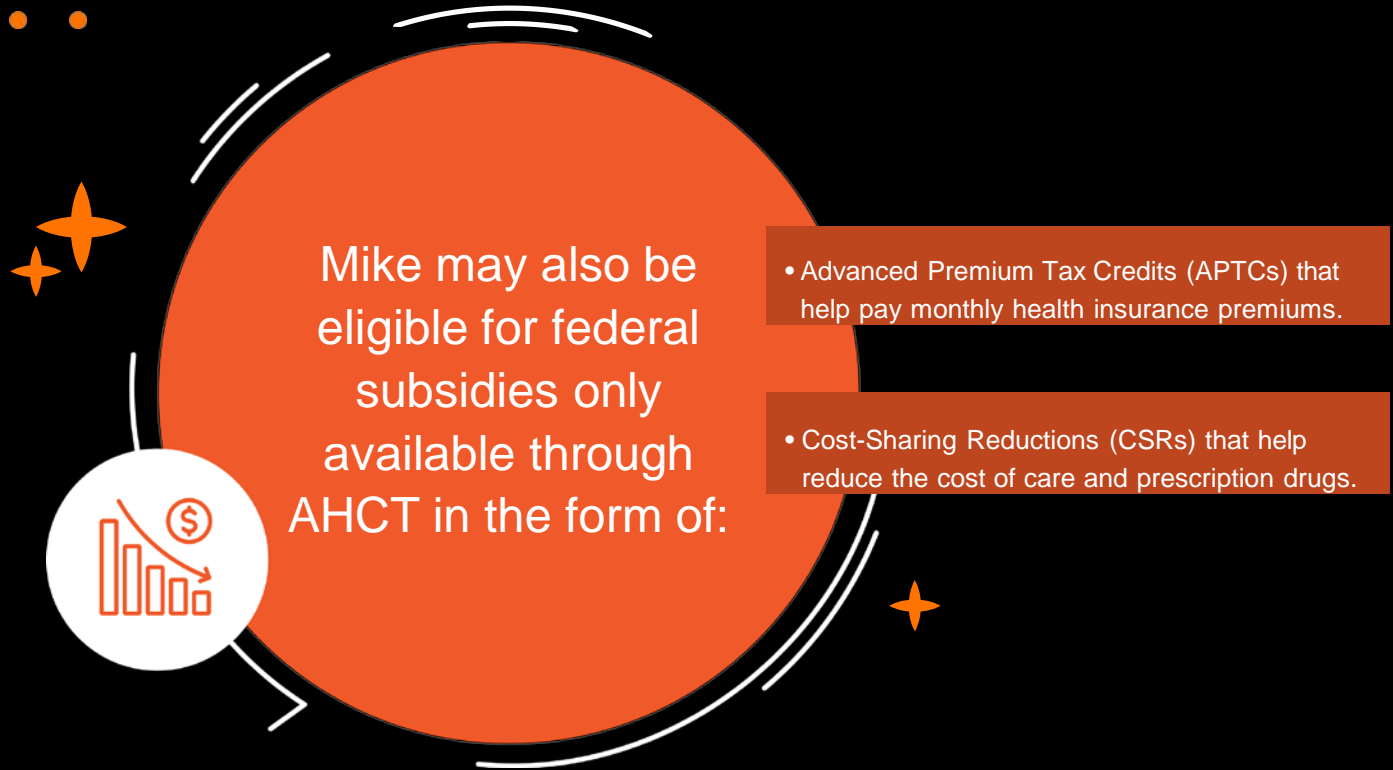 Mike may also be
eligible for federal
subsidies only
available through
AHCT in the form of:
• Advanced Premium Tax Credits (APTCs) that
help pay monthly health insurance premiums.
• Cost-Sharing Reductions (CSRs) that help
reduce the cost of care and prescription drugs.
$